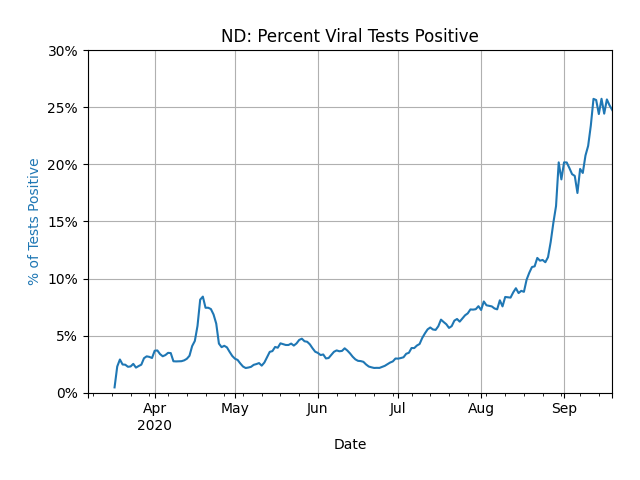 ND: Percent Viral Tests Positive
30%
25%
20%
15%
10%
5%
0%
% of Tests Positive
Apr
2020
May
Jun
Jul
Aug
Sep
Date